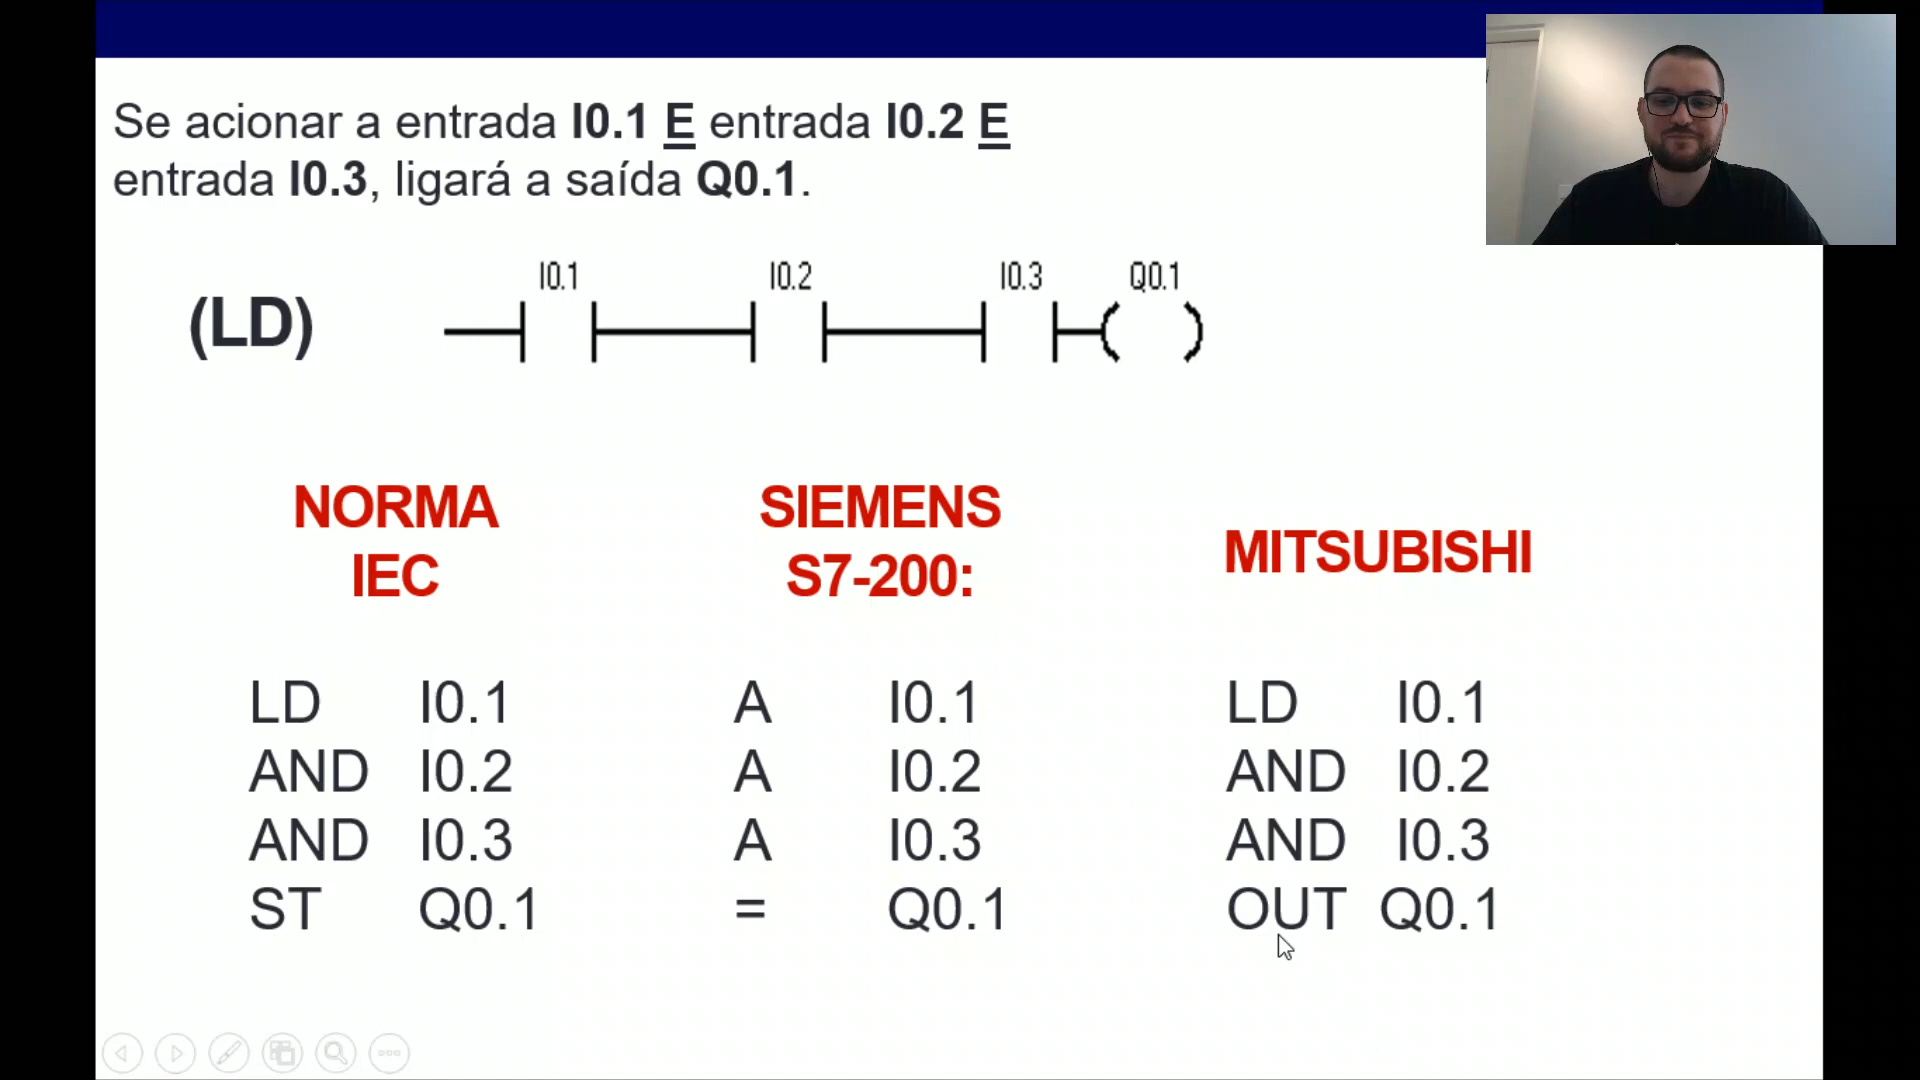 Se acionar a entrada I0.1 E entrada I0.2 E
entrada I0.3, ligará a saída Q0.1.
(LD)
I0.1 I0.2 I0.3 Q0.1
NORMA
IEC
LD I0.1
AND I0.2
AND I0.3
ST Q0.1
SIEMENS
S7-200:
A I0.1
A I0.2
A I0.3
= Q0.1
MITSUBISHI
LD I0.1
AND I0.2
AND I0.3
OUT Q0.1